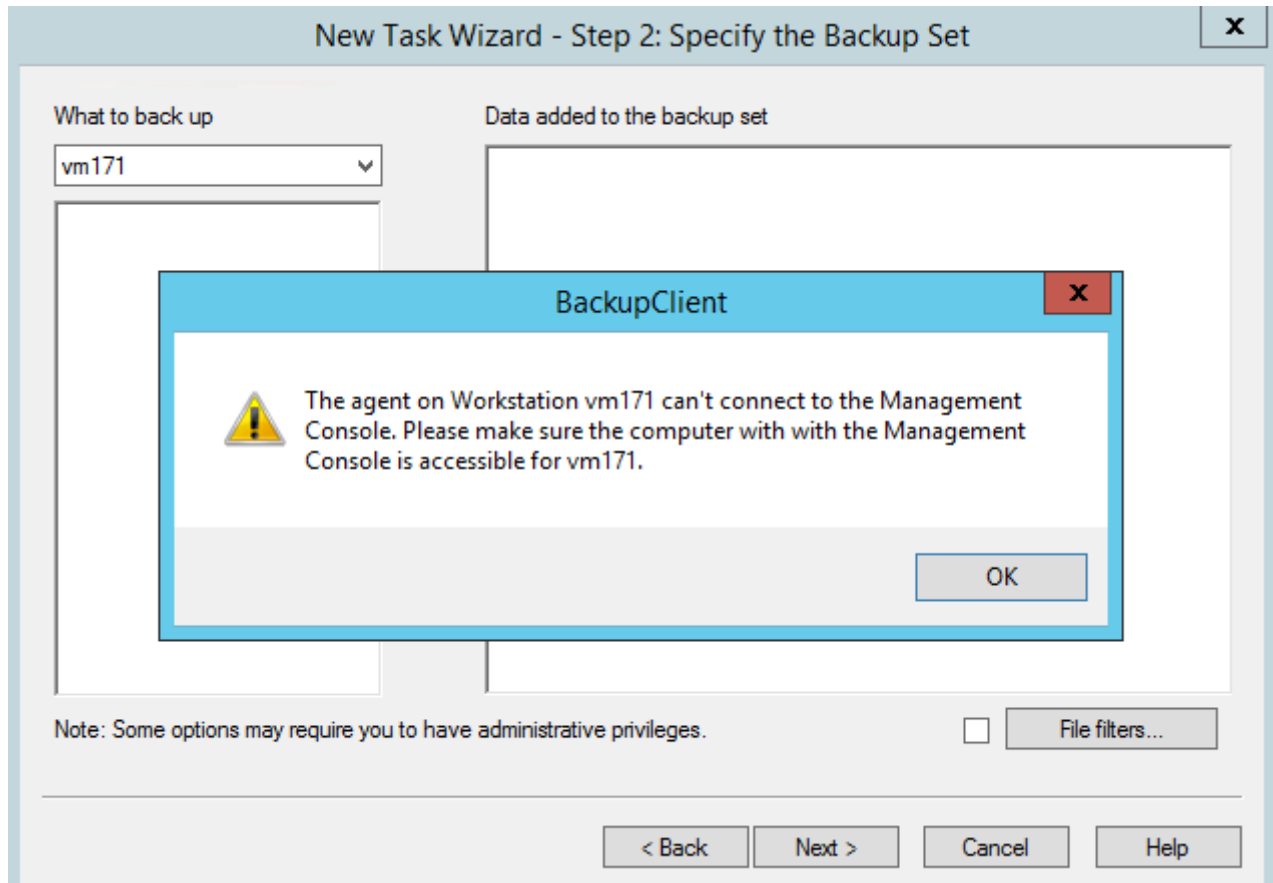 New Task Wizard - Step 2: Specify the Backup Set
x
What to back up
Data added to the backup set
vm171
BackupClient
x
The agent on Workstation vm171 can't connect to the Management
Console. Please make sure the computer with with the Management
Console is accessible for vm171.
OK
Note: Some options may require you to have administrative privileges.
File filters...
< Back
Next >
Cancel
Help